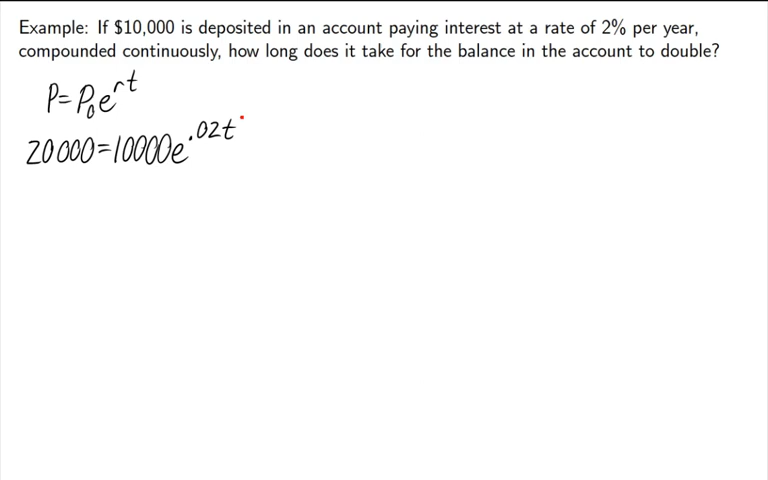 Example: If $10,000 is deposited in an account paying interest at a rate of 2% per year,
compounded continuously, how long does it take for the balance in the account to double?
P=P₀e^rt
20000=10000e^.02t